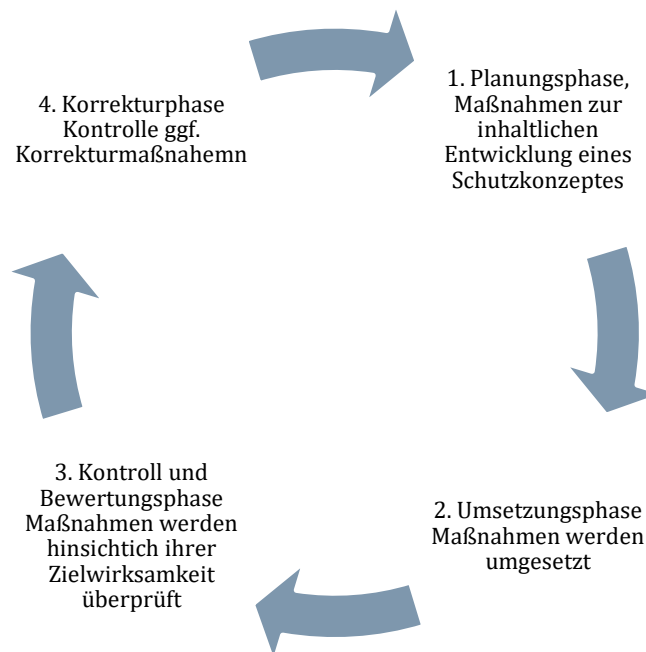 1. Planungsphase,
Maßnahmen zur
inhaltlichen
Entwicklung eines
Schutzkonzeptes
2. Umsetzungsphase
Maßnahmen werden
umgesetzt
3. Kontroll und
Bewertungsphase
Maßnahmen werden
hinsichtich ihrer
Zielwirksamkeit
überprüft
4. Korrekturphase
Kontrolle ggf.
Korrekturmaßnahemn